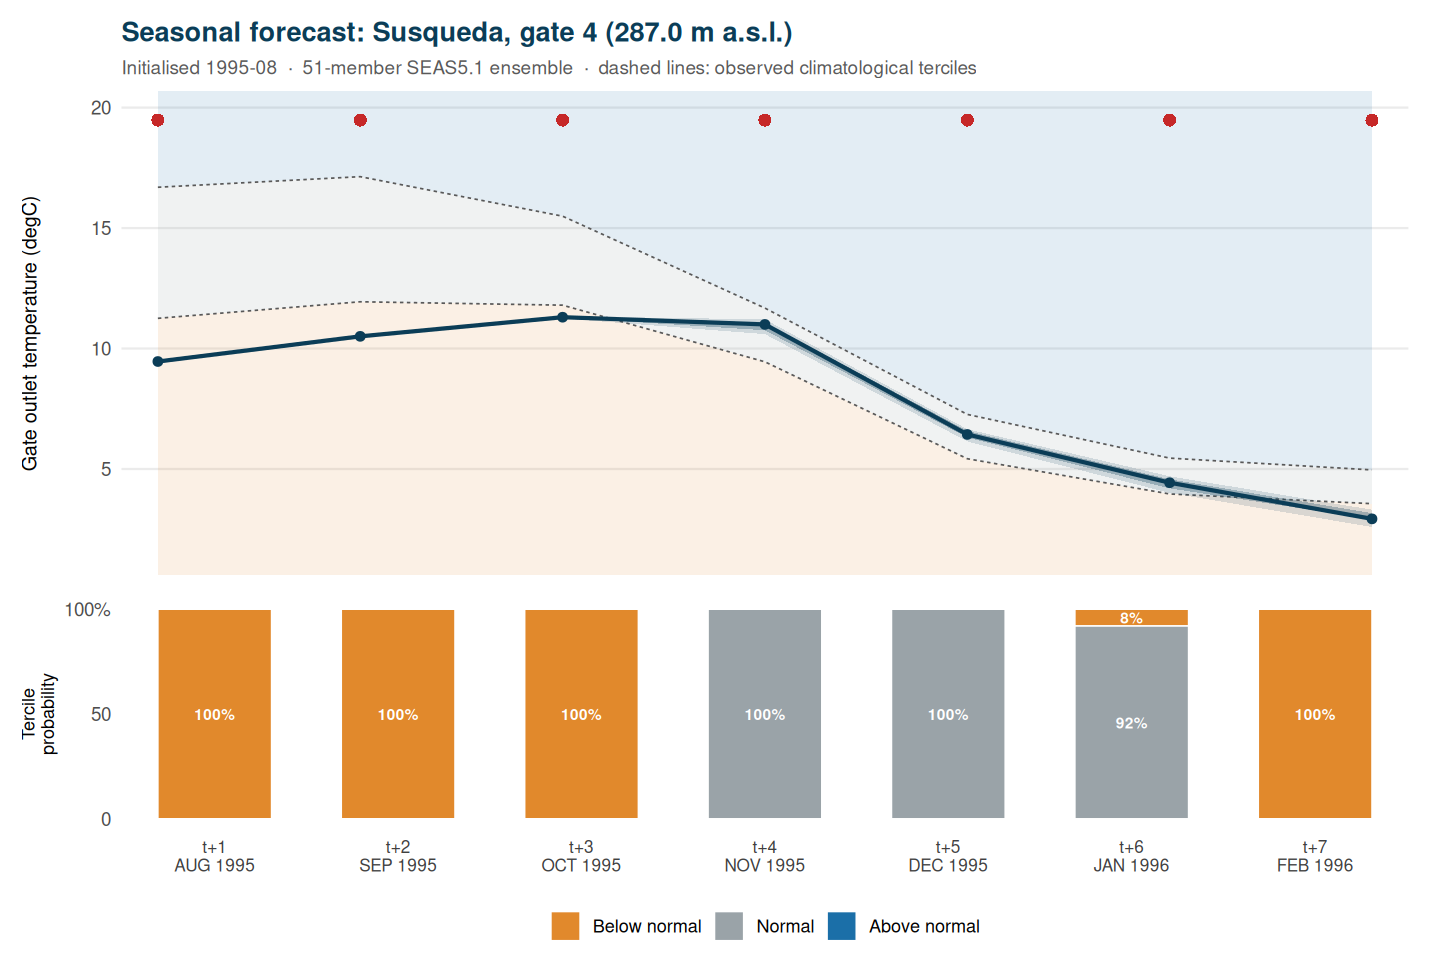 Seasonal forecast: Susqueda, gate 4 (287.0 m a.s.l.)
Initialised 1995-08 · 51-member SEAS5.1 ensemble · dashed lines: observed climatological terciles
Gate outlet temperature (degC)
20
15
10
5
Tercile
probability
100%
50
0
100%
100%
100%
100%
100%
8%
92%
100%
t+1
AUG 1995
t+2
SEP 1995
t+3
OCT 1995
t+4
NOV 1995
t+5
DEC 1995
t+6
JAN 1996
t+7
FEB 1996
Below normal
Normal
Above normal